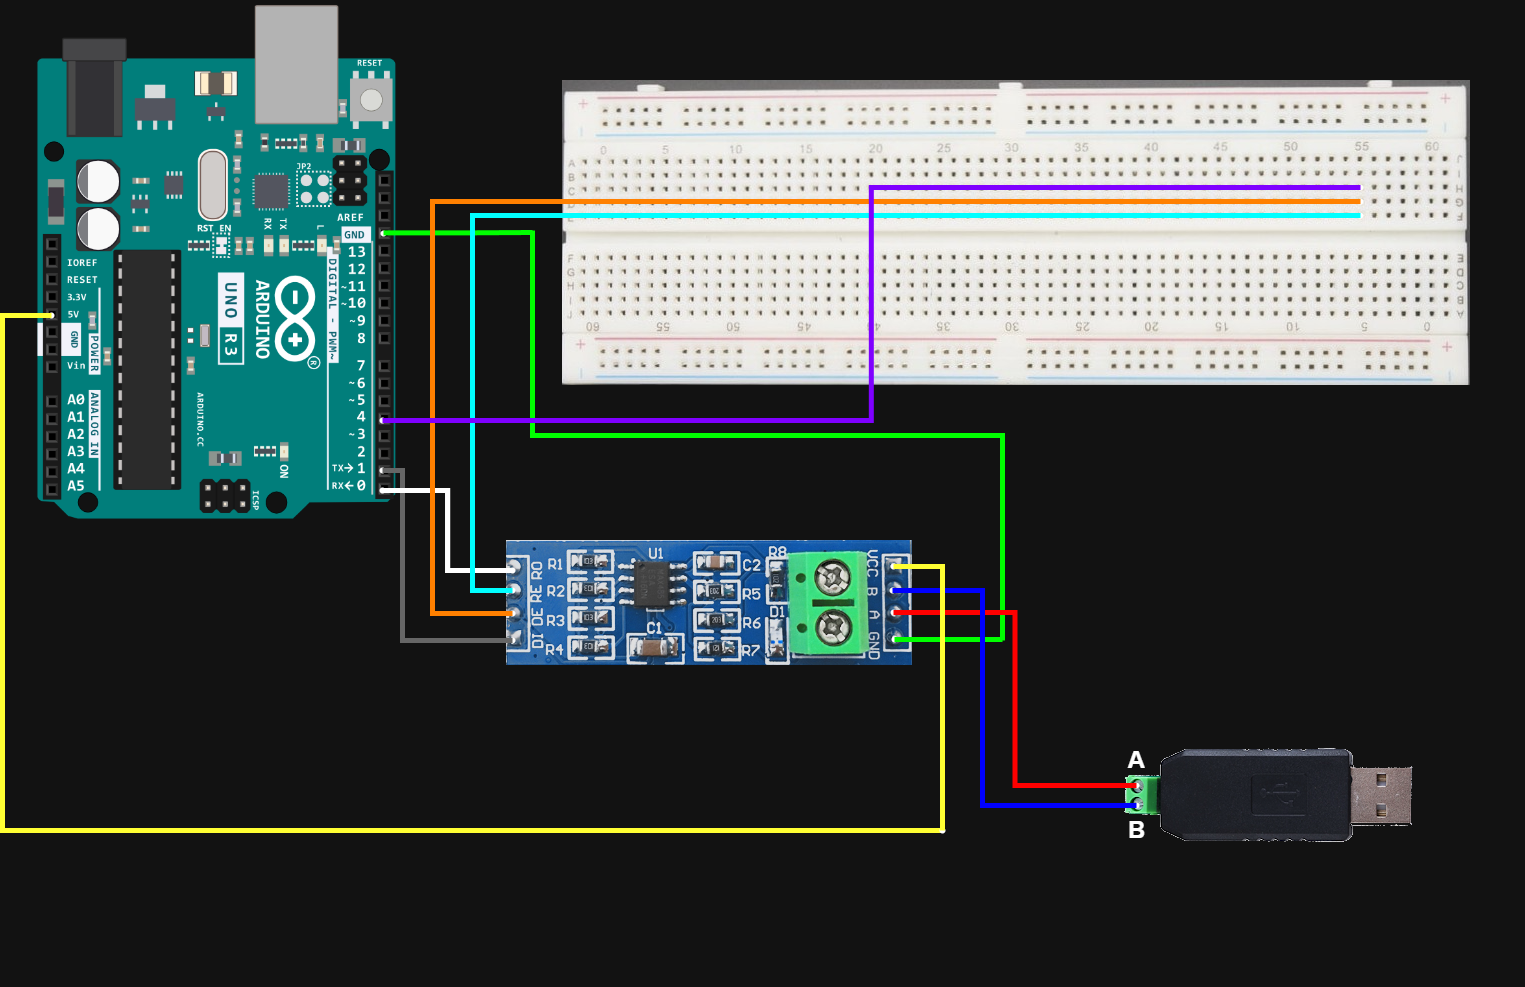 RESET
JP2
RST EN
RX
TX
L
AREF
GND
13
12
~11
~10
~9
8
7
~6
~5
4
~3
2
TX→1
RX←0
DIGITAL - PWM~
IOREF
RESET
3.3V
5V
GND
Vin
POWER
A0
A1
A2
A3
A4
A5
ANALOG IN
UNO R3
ARDUINO
®
ARDUINO.CC
ON
ICSP
+ +
0 5 10 15 20 25 30 35 40 45 50 55 60
A
B
C
D
E
J
I
H
G
F
F
G
H
I
J
E
D
C
B
A
60 55 50 45 40 35 30 25 20 15 10 5 0
+ +
RO
RE
DE
DI
R1
R2
R3
R4
U1
C1
C2
R5
R6
R7
R8
D1
VCC
B
A
GND
A
B